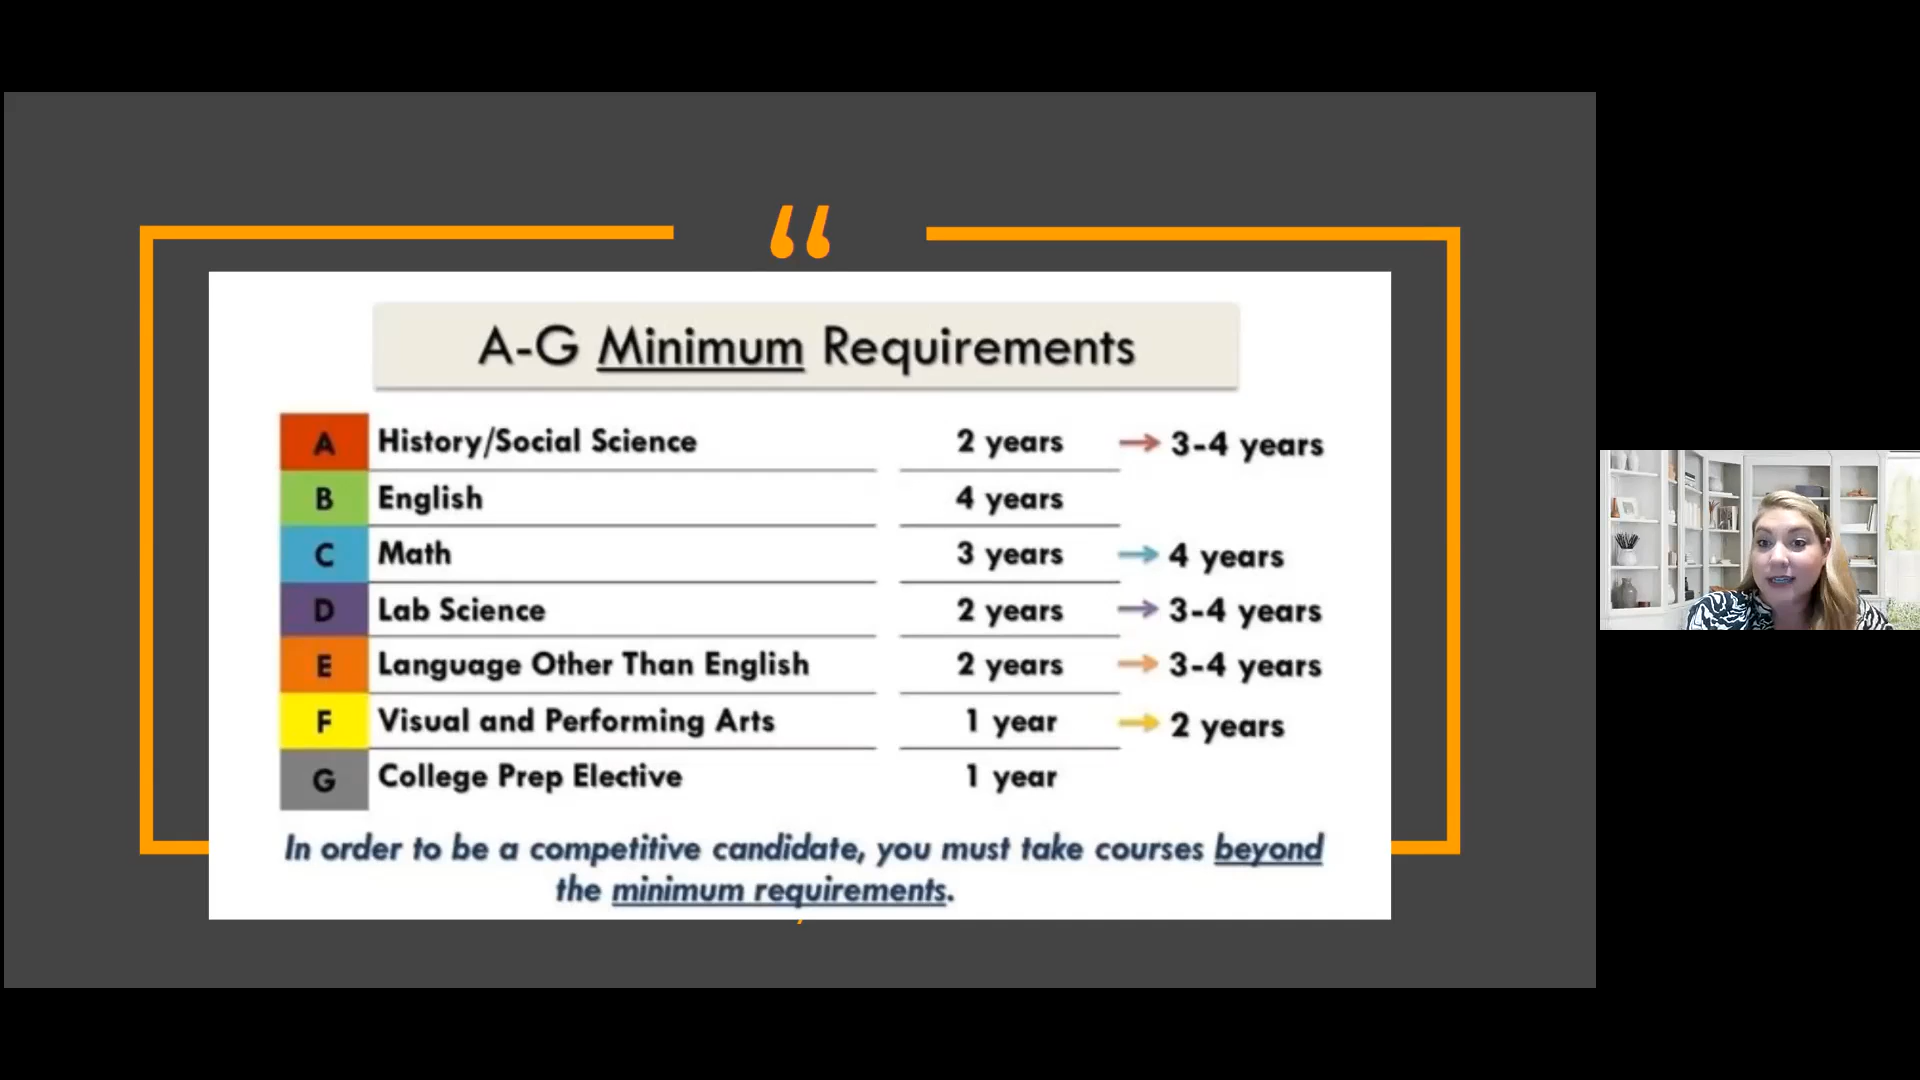 “
A-G Minimum Requirements
A History/Social Science 2 years → 3-4 years
B English 4 years
C Math 3 years → 4 years
D Lab Science 2 years → 3-4 years
E Language Other Than English 2 years → 3-4 years
F Visual and Performing Arts 1 year → 2 years
G College Prep Elective 1 year
In order to be a competitive candidate, you must take courses beyond
the minimum requirements.